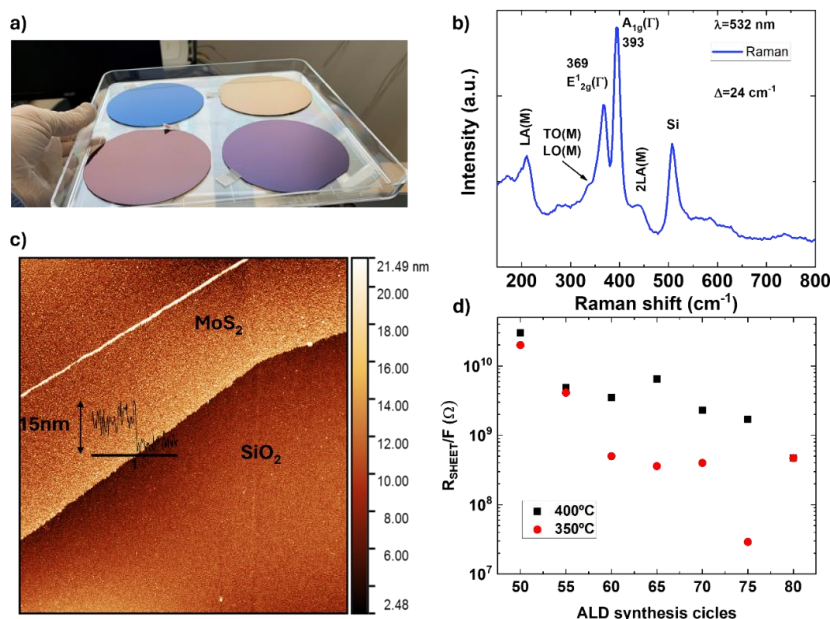 a)
b)
Intensity (a.u.)
LA(M)
TO(M)
LO(M)
369
E¹₂g(Γ)
A₁g(Γ)
393
2LA(M)
Si
λ=532 nm
Raman
Δ=24 cm⁻¹
200 300 400 500 600 700 800
Raman shift (cm⁻¹)
c)
MoS₂
15nm
SiO₂
21.49 nm
20.00
18.00
16.00
14.00
12.00
10.00
8.00
6.00
4.00
2.48
d)
R_SHEET/F (Ω)
10¹⁰
10⁹
10⁸
10⁷
400ºC
350ºC
50 55 60 65 70 75 80
ALD synthesis cicles